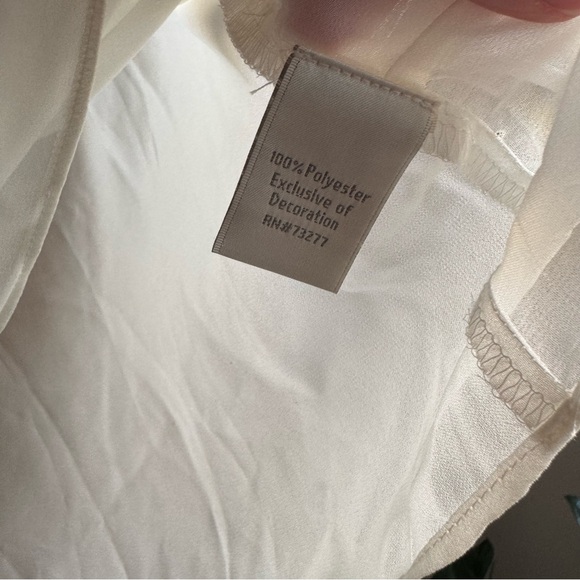 100% Polyester
Exclusive of
Decoration
RN#73277